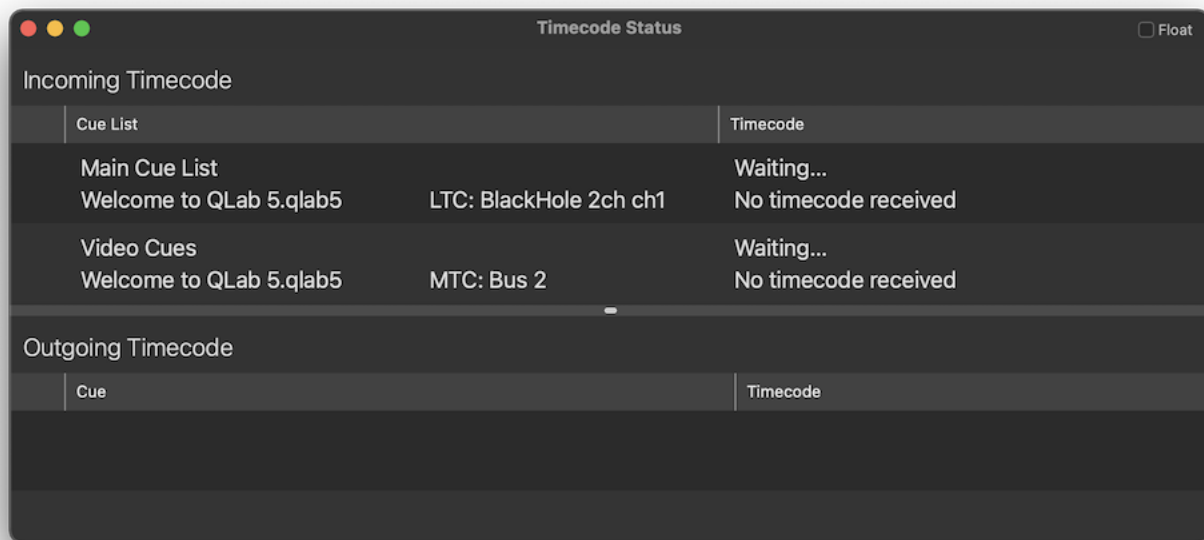 Timecode Status
Float
Incoming Timecode
Cue List Timecode
Main Cue List Waiting...
Welcome to QLab 5.qlab5 LTC: BlackHole 2ch ch1 No timecode received
Video Cues Waiting...
Welcome to QLab 5.qlab5 MTC: Bus 2 No timecode received
Outgoing Timecode
Cue Timecode